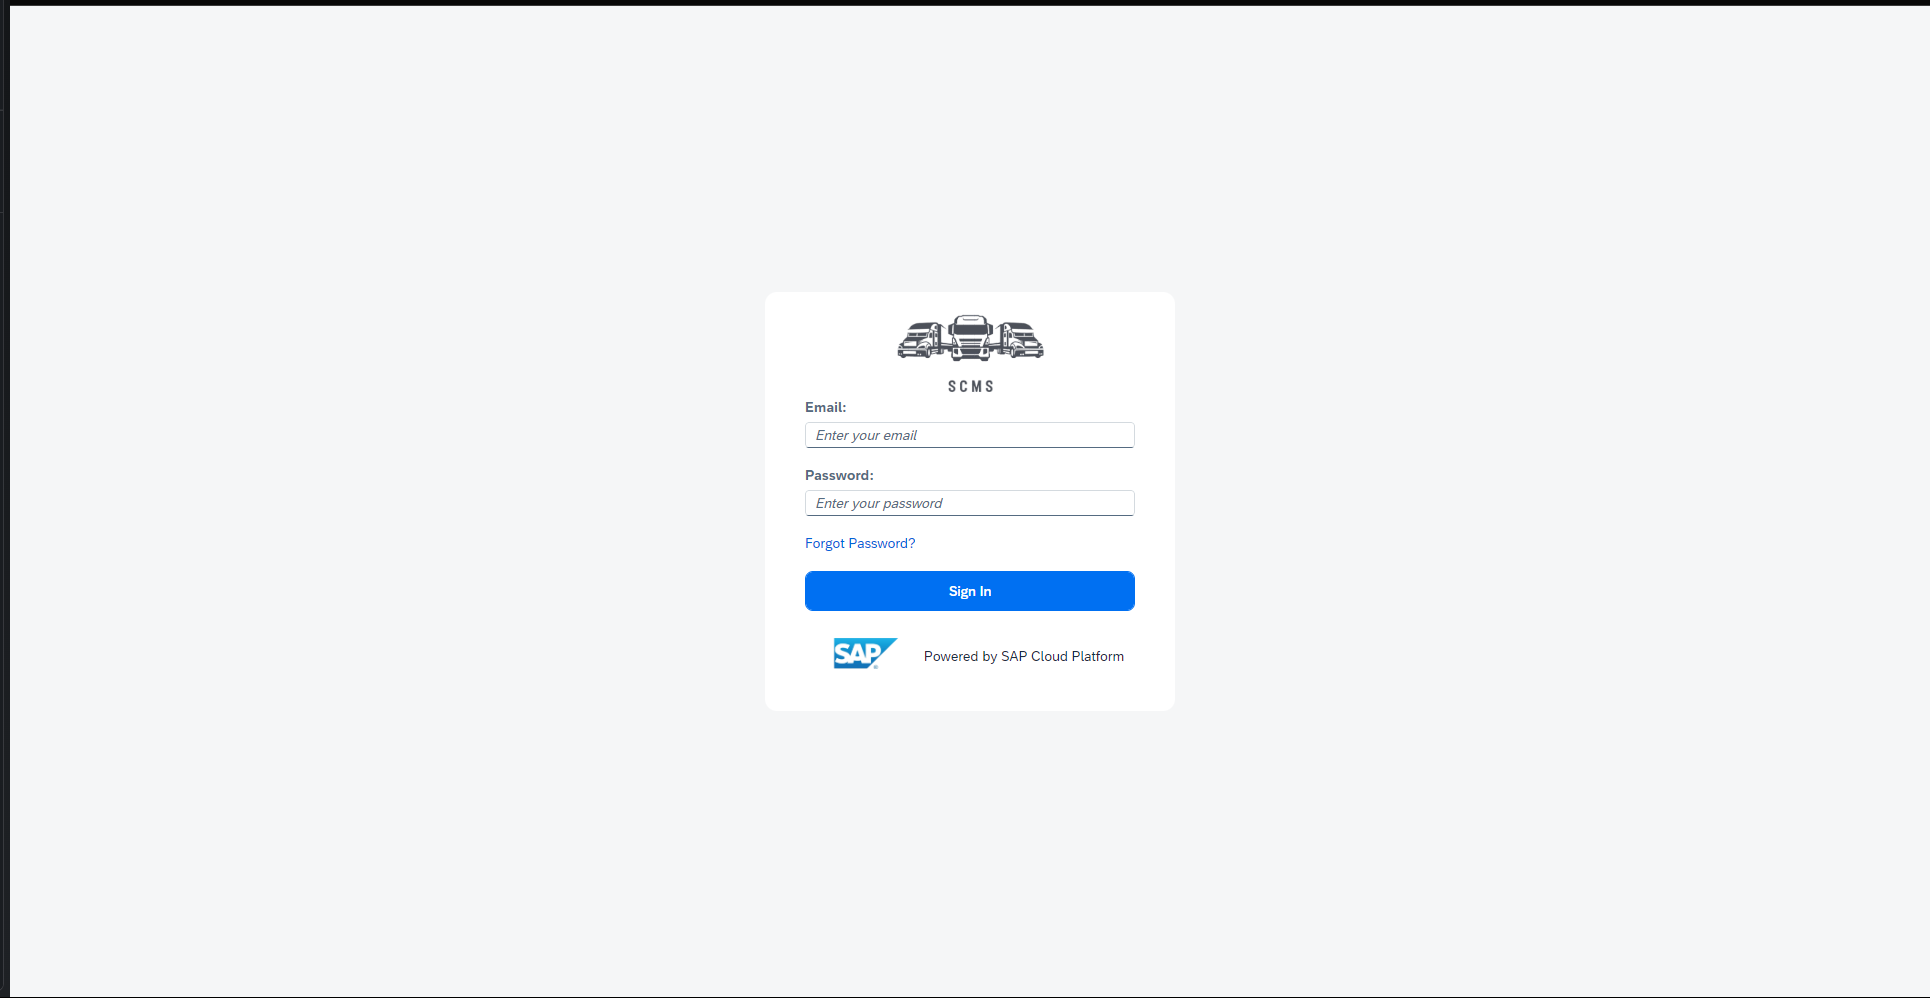 SCMS
Email:
Enter your email
Password:
Enter your password
Forgot Password?
Sign In
SAP
Powered by SAP Cloud Platform